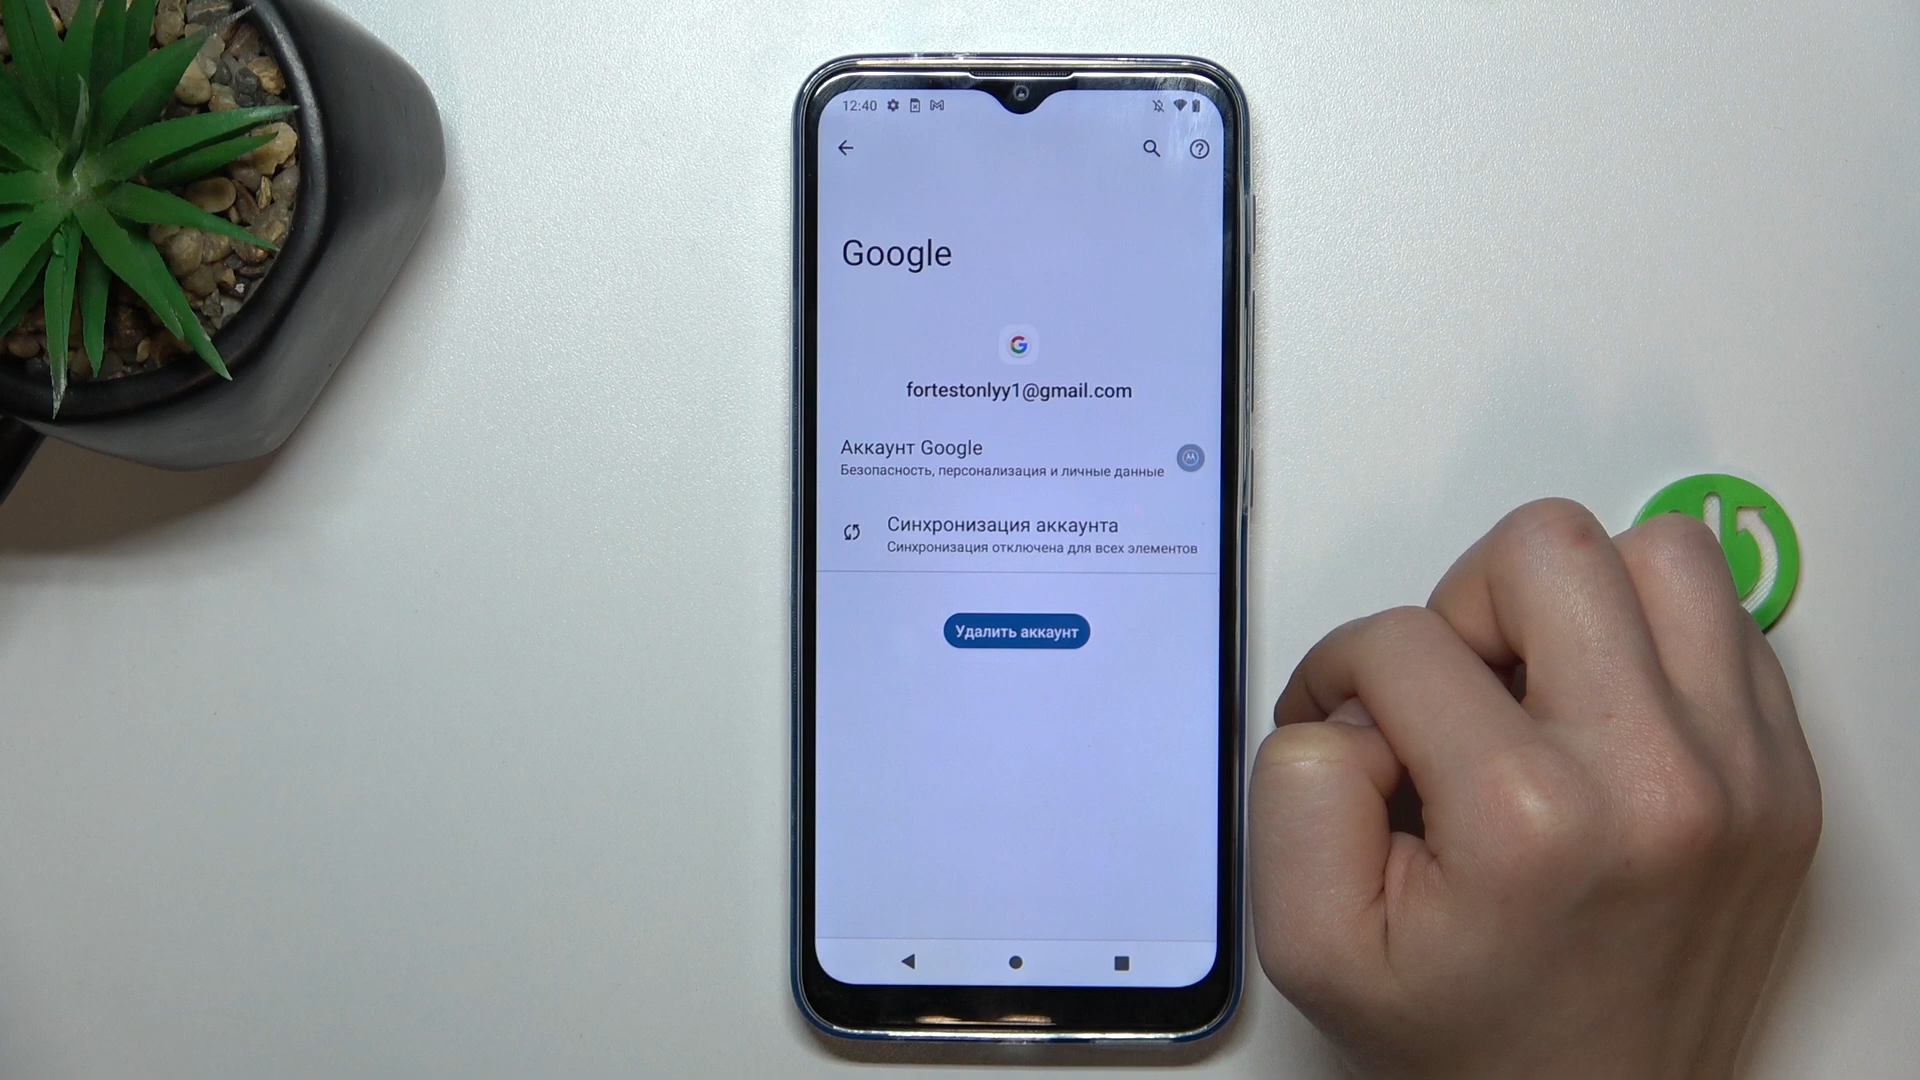 12:40
Google
G
fortestonlyy1@gmail.com
Аккаунт Google
Безопасность, персонализация и личные данные
Синхронизация аккаунта
Синхронизация отключена для всех элементов
Удалить аккаунт